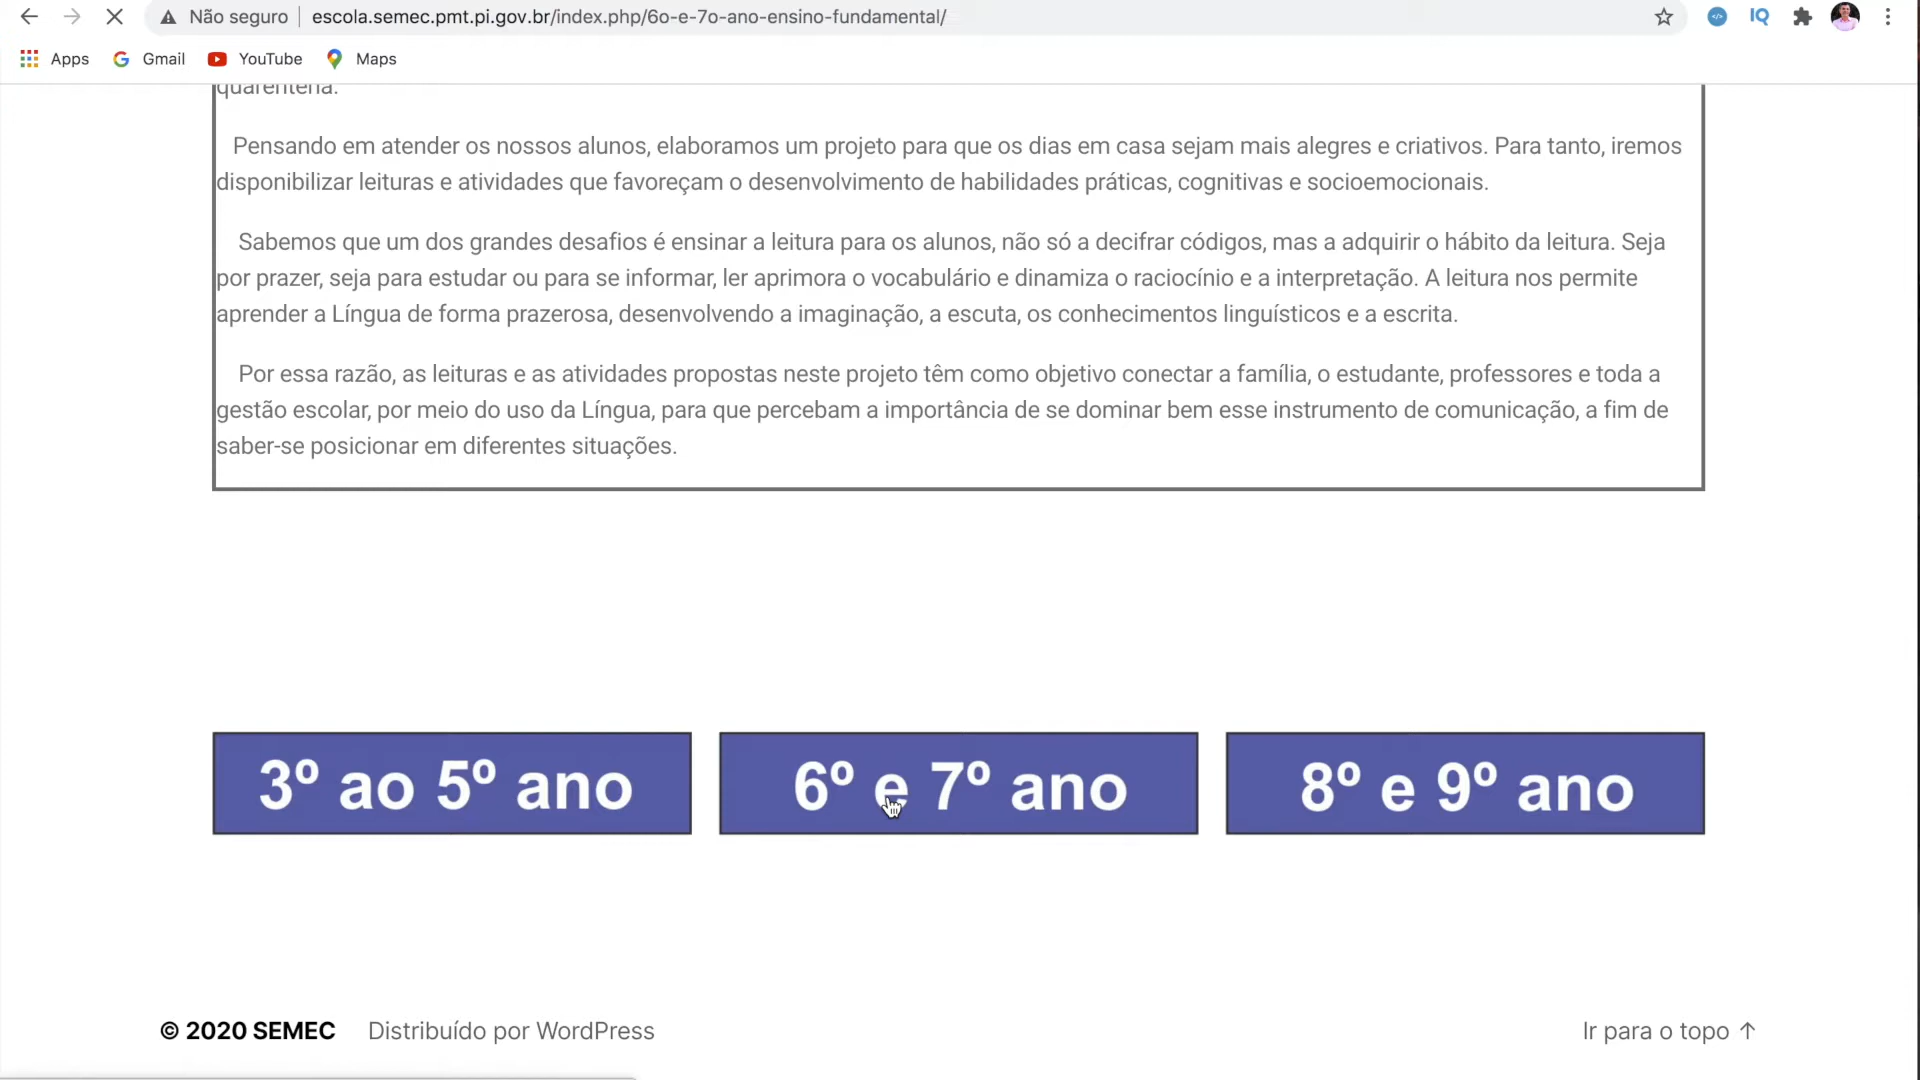 Não seguro escola.semec.pmt.pi.gov.br/index.php/6o-e-7o-ano-ensino-fundamental/ IQ
Apps Gmail YouTube Maps
quarentena.
Pensando em atender os nossos alunos, elaboramos um projeto para que os dias em casa sejam mais alegres e criativos. Para tanto, iremos
disponibilizar leituras e atividades que favoreçam o desenvolvimento de habilidades práticas, cognitivas e socioemocionais.
Sabemos que um dos grandes desafios é ensinar a leitura para os alunos, não só a decifrar códigos, mas a adquirir o hábito da leitura. Seja
por prazer, seja para estudar ou para se informar, ler aprimora o vocabulário e dinamiza o raciocínio e a interpretação. A leitura nos permite
aprender a Língua de forma prazerosa, desenvolvendo a imaginação, a escuta, os conhecimentos linguísticos e a escrita.
Por essa razão, as leituras e as atividades propostas neste projeto têm como objetivo conectar a família, o estudante, professores e toda a
gestão escolar, por meio do uso da Língua, para que percebam a importância de se dominar bem esse instrumento de comunicação, a fim de
saber-se posicionar em diferentes situações.
3º ao 5º ano 6º e 7º ano 8º e 9º ano
© 2020 SEMEC Distribuído por WordPress Ir para o topo ↑